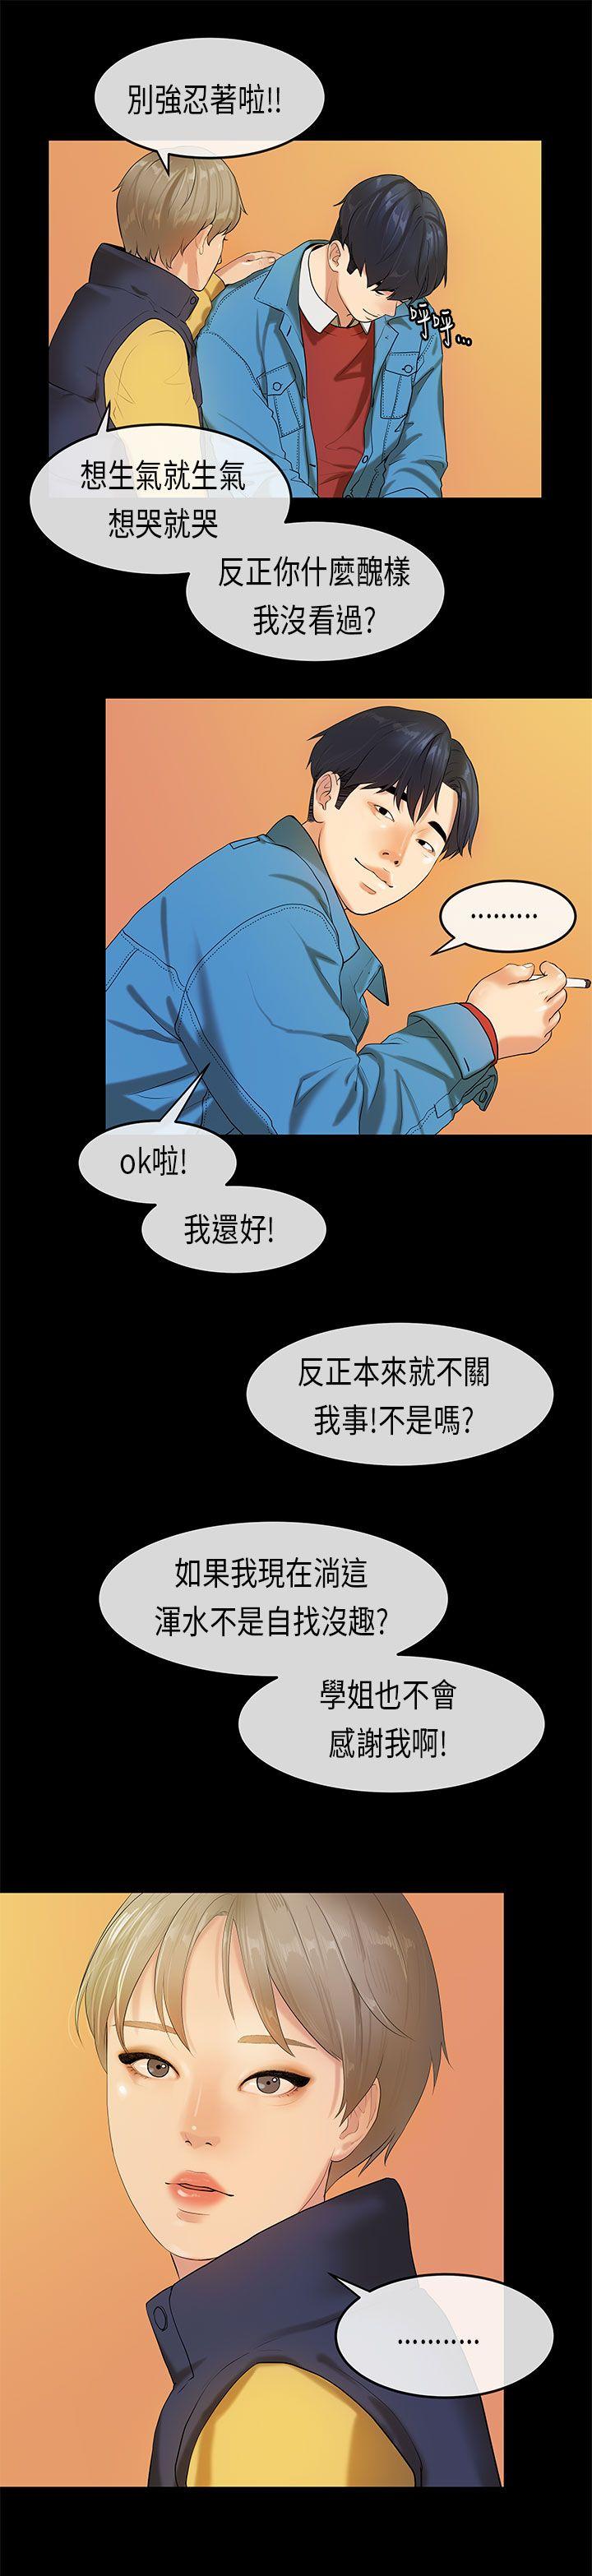 別強忍著啦!!
呼呼...
想生氣就生氣
想哭就哭
反正你什麼醜樣
我沒看過?
.........
ok啦!
我還好!
反正本來就不關
我事!不是嗎?
如果我現在淌這
渾水不是自找沒趣?
學姐也不會
感謝我啊!
...........